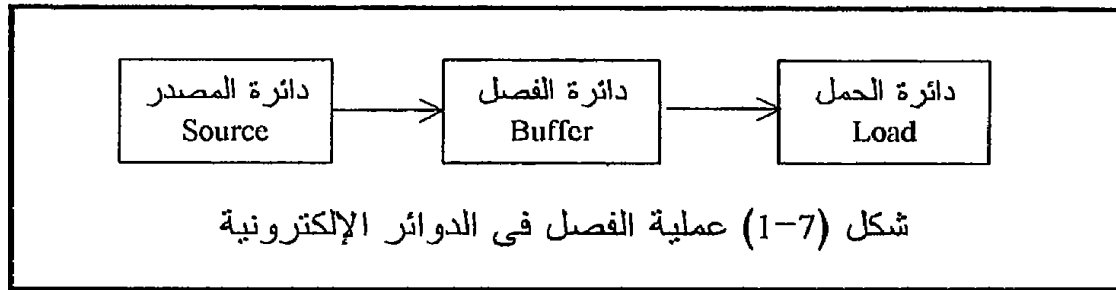 دائرة المصدر
Source
دائرة الفصل
Buffer
دائرة الحمل
Load
شكل (7-1) عملية الفصل فى الدوائر الإلكترونية